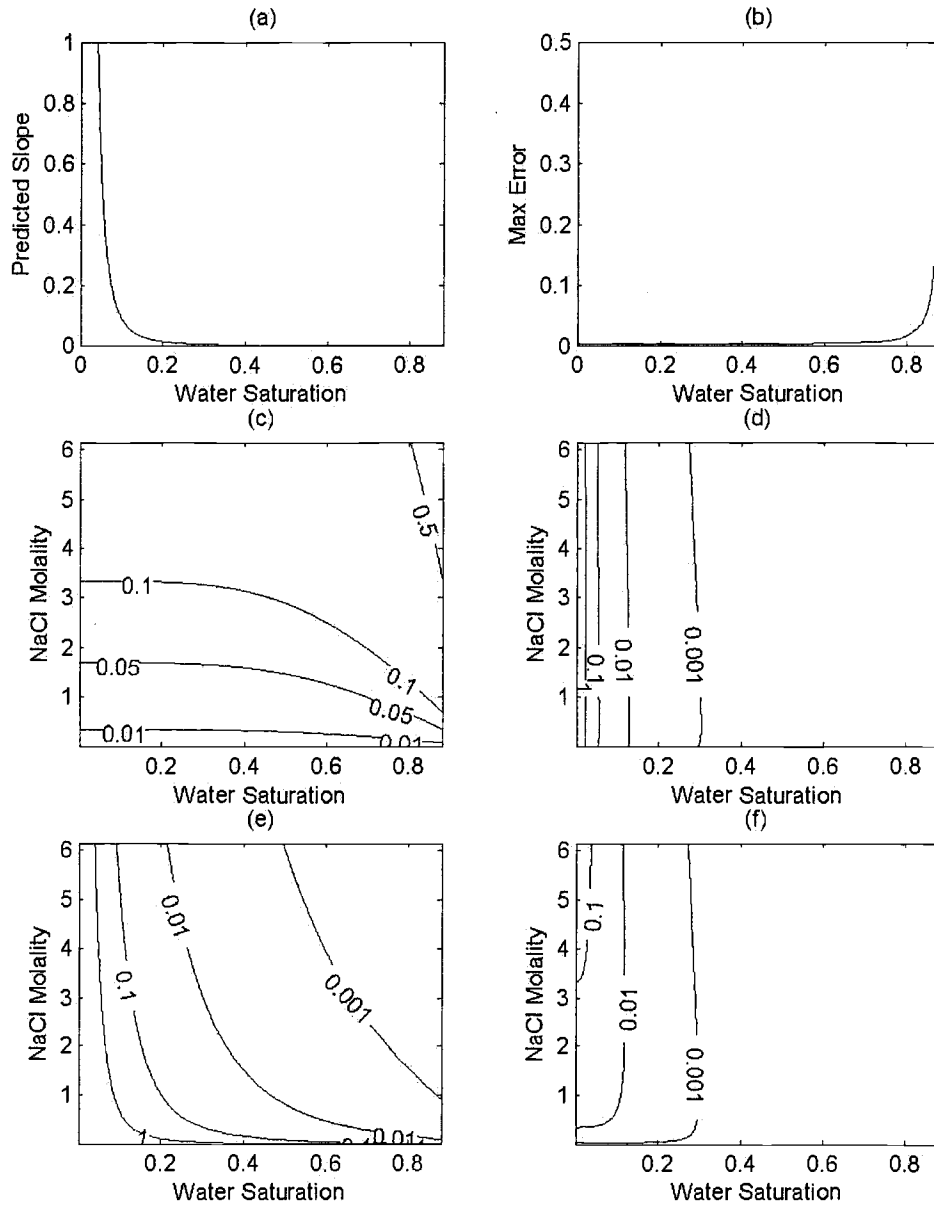 (a)
1
0.8
0.6
0.4
0.2
0
Predicted Slope
0 0.2 0.4 0.6 0.8
Water Saturation
(b)
0.5
0.4
0.3
0.2
0.1
0
Max Error
0 0.2 0.4 0.6 0.8
Water Saturation
(c)
6
5
4
3
2
1
NaCl Molality
0.5
0.1
0.1
0.05
0.05
0.01
0.01
0.2 0.4 0.6 0.8
Water Saturation
(d)
6
5
4
3
2
1
NaCl Molality
0.1
0.01
0.001
0.2 0.4 0.6 0.8
Water Saturation
(e)
6
5
4
3
2
1
NaCl Molality
0.01
0.1
0.001
1
0.01
0.2 0.4 0.6 0.8
Water Saturation
(f)
6
5
4
3
2
1
NaCl Molality
0.1
0.01
0.001
0.2 0.4 0.6 0.8
Water Saturation